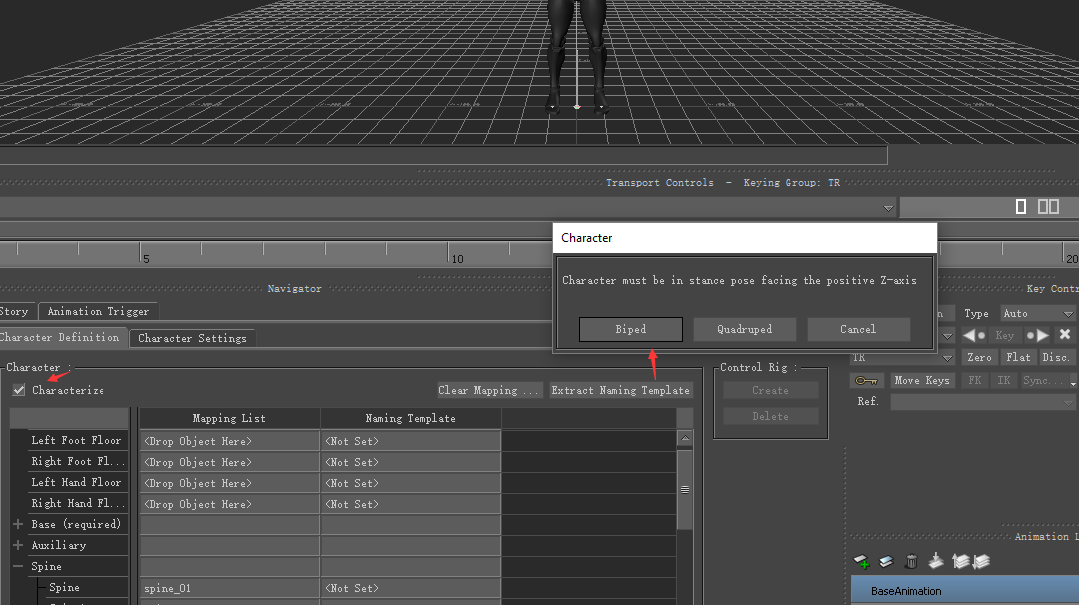 Transport Controls - Keying Group: TR
5
10
20
Navigator
Character
Character must be in stance pose facing the positive Z-axis
Biped
Quadruped
Cancel
Story
Animation Trigger
Character Definition
Character Settings
Character :
Characterize
Clear Mapping ...
Extract Naming Template
Mapping List
Naming Template
Left Foot Floor
<Drop Object Here>
<Not Set>
Right Foot Fl...
<Drop Object Here>
<Not Set>
Left Hand Floor
<Drop Object Here>
<Not Set>
Right Hand Fl...
<Drop Object Here>
<Not Set>
Base (required)
Auxiliary
Spine
Spine
spine_01
<Not Set>
Control Rig :
Create
Delete
Key Contr
Type
Auto
Key
TR
Zero
Flat
Disc.
Move Keys
FK
IK
Sync...
Ref.
Animation L
BaseAnimation